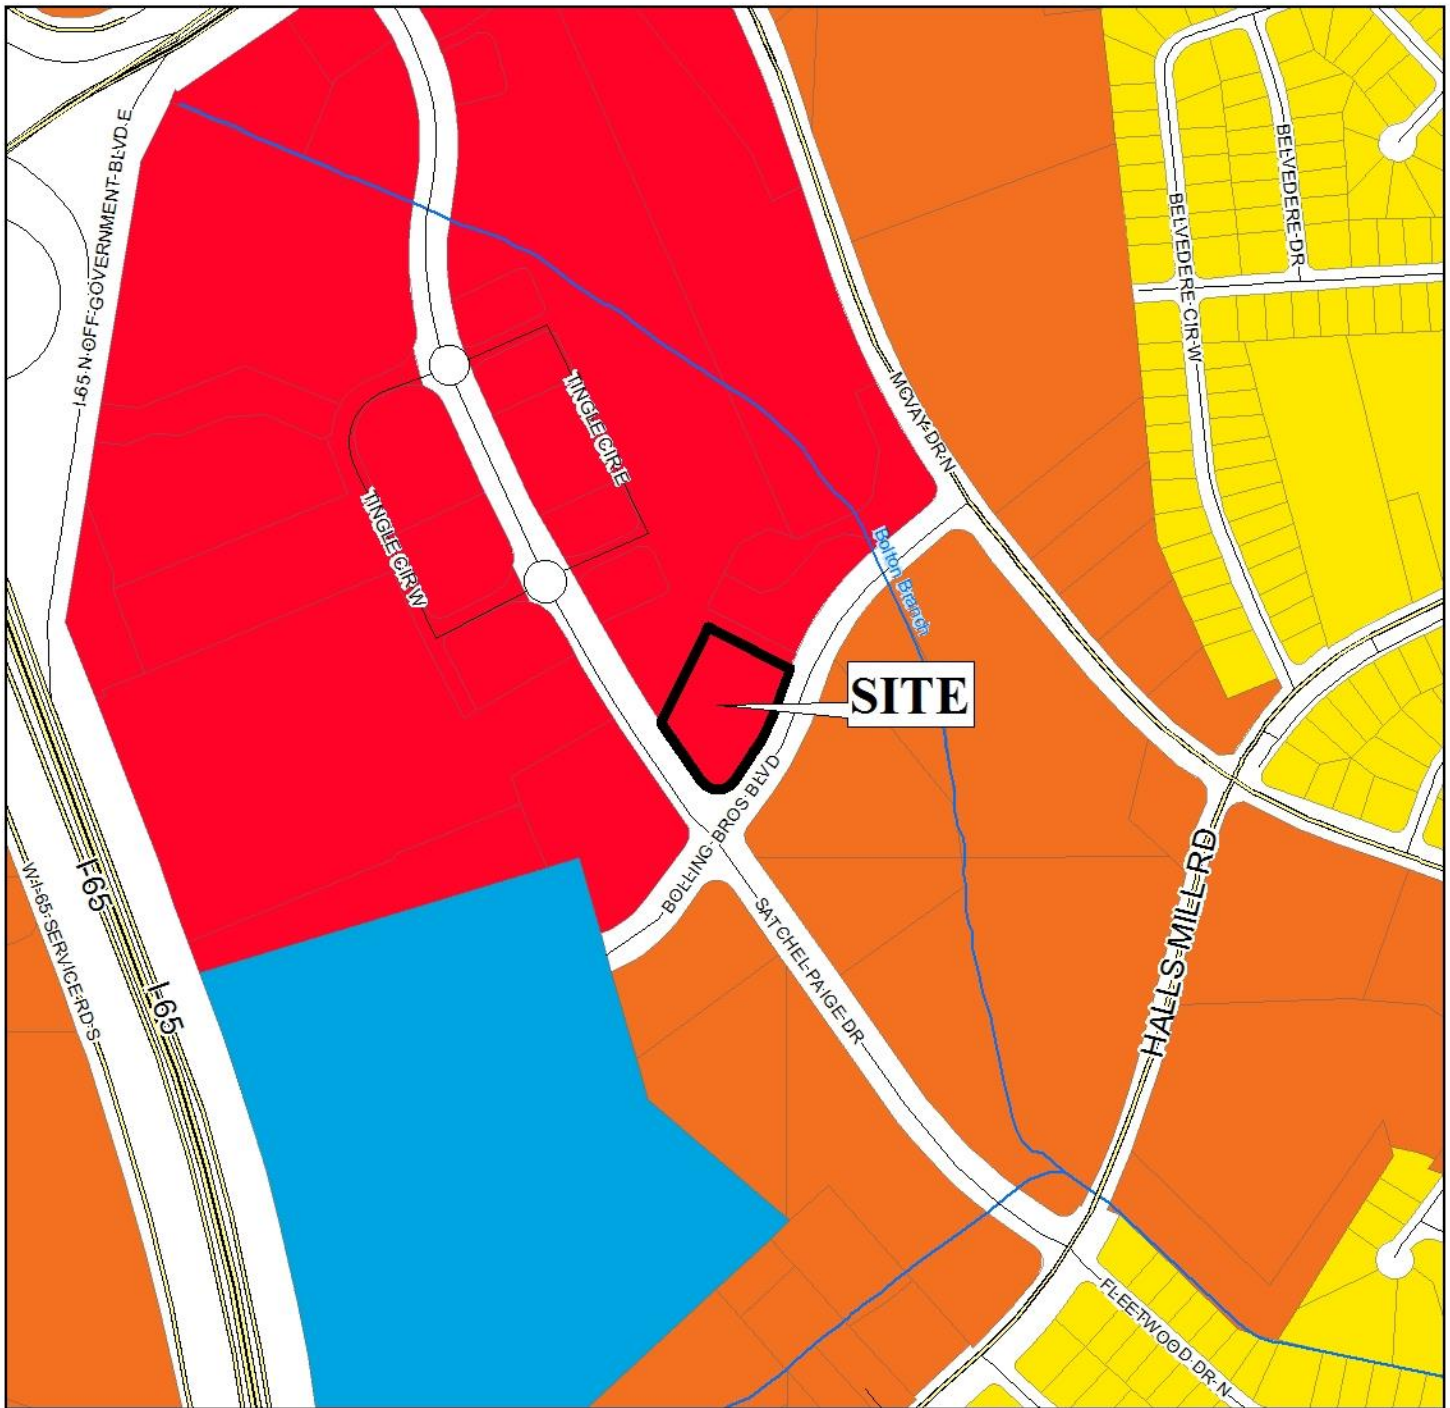 I-65 N OFF GOVERNMENT BLVD E
BELVEDERE DR
BELVEDERE CIR W
MCVAY DR N
TINGLE CIR E
TINGLE CIR W
Bolton Branch
SITE
BOLLING BROS BLVD
SATCHEL PAIGE DR
HALLS MILL RD
I-65
I-65
W I-65 SERVICE RD S
FLEETWOOD DR N